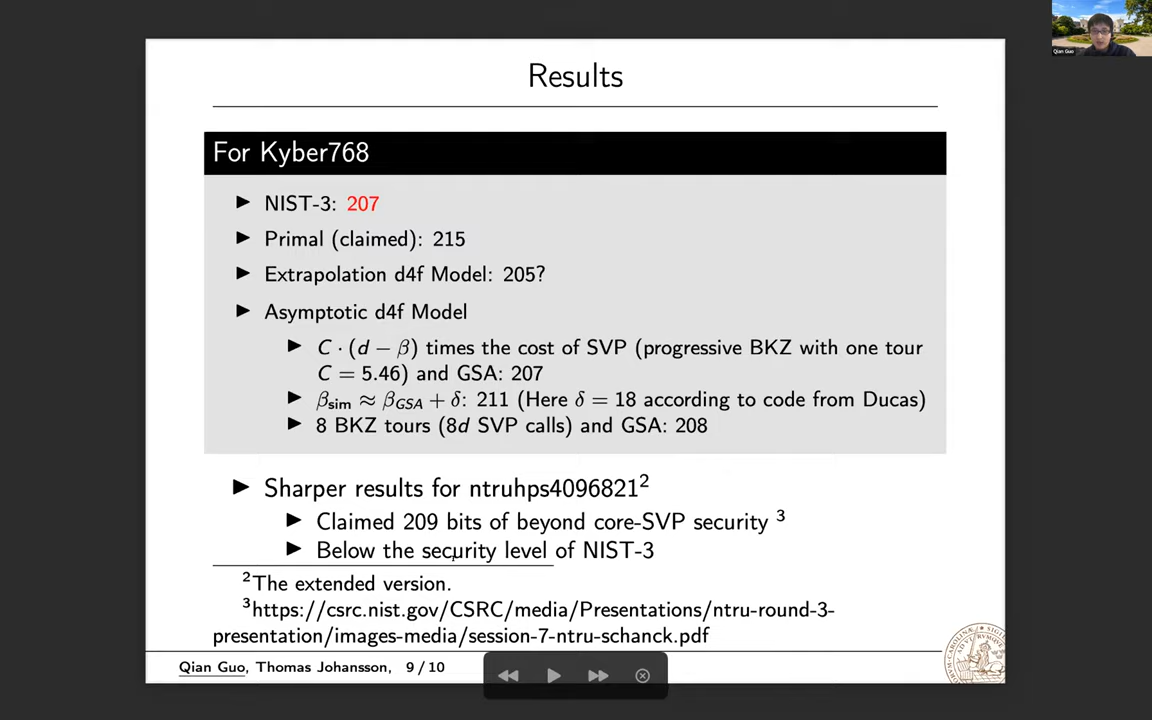 Qian Guo
Results
For Kyber768
▶ NIST-3: 207
▶ Primal (claimed): 215
▶ Extrapolation d4f Model: 205?
▶ Asymptotic d4f Model
▶ C · (d − β) times the cost of SVP (progressive BKZ with one tour
C = 5.46) and GSA: 207
▶ βsim ≈ βGSA + δ: 211 (Here δ = 18 according to code from Ducas)
▶ 8 BKZ tours (8d SVP calls) and GSA: 208
▶ Sharper results for ntruhps4096821²
▶ Claimed 209 bits of beyond core-SVP security ³
▶ Below the security level of NIST-3
²The extended version.
³https://csrc.nist.gov/CSRC/media/Presentations/ntru-round-3-
presentation/images-media/session-7-ntru-schanck.pdf
Qian Guo, Thomas Johansson, 9 / 10